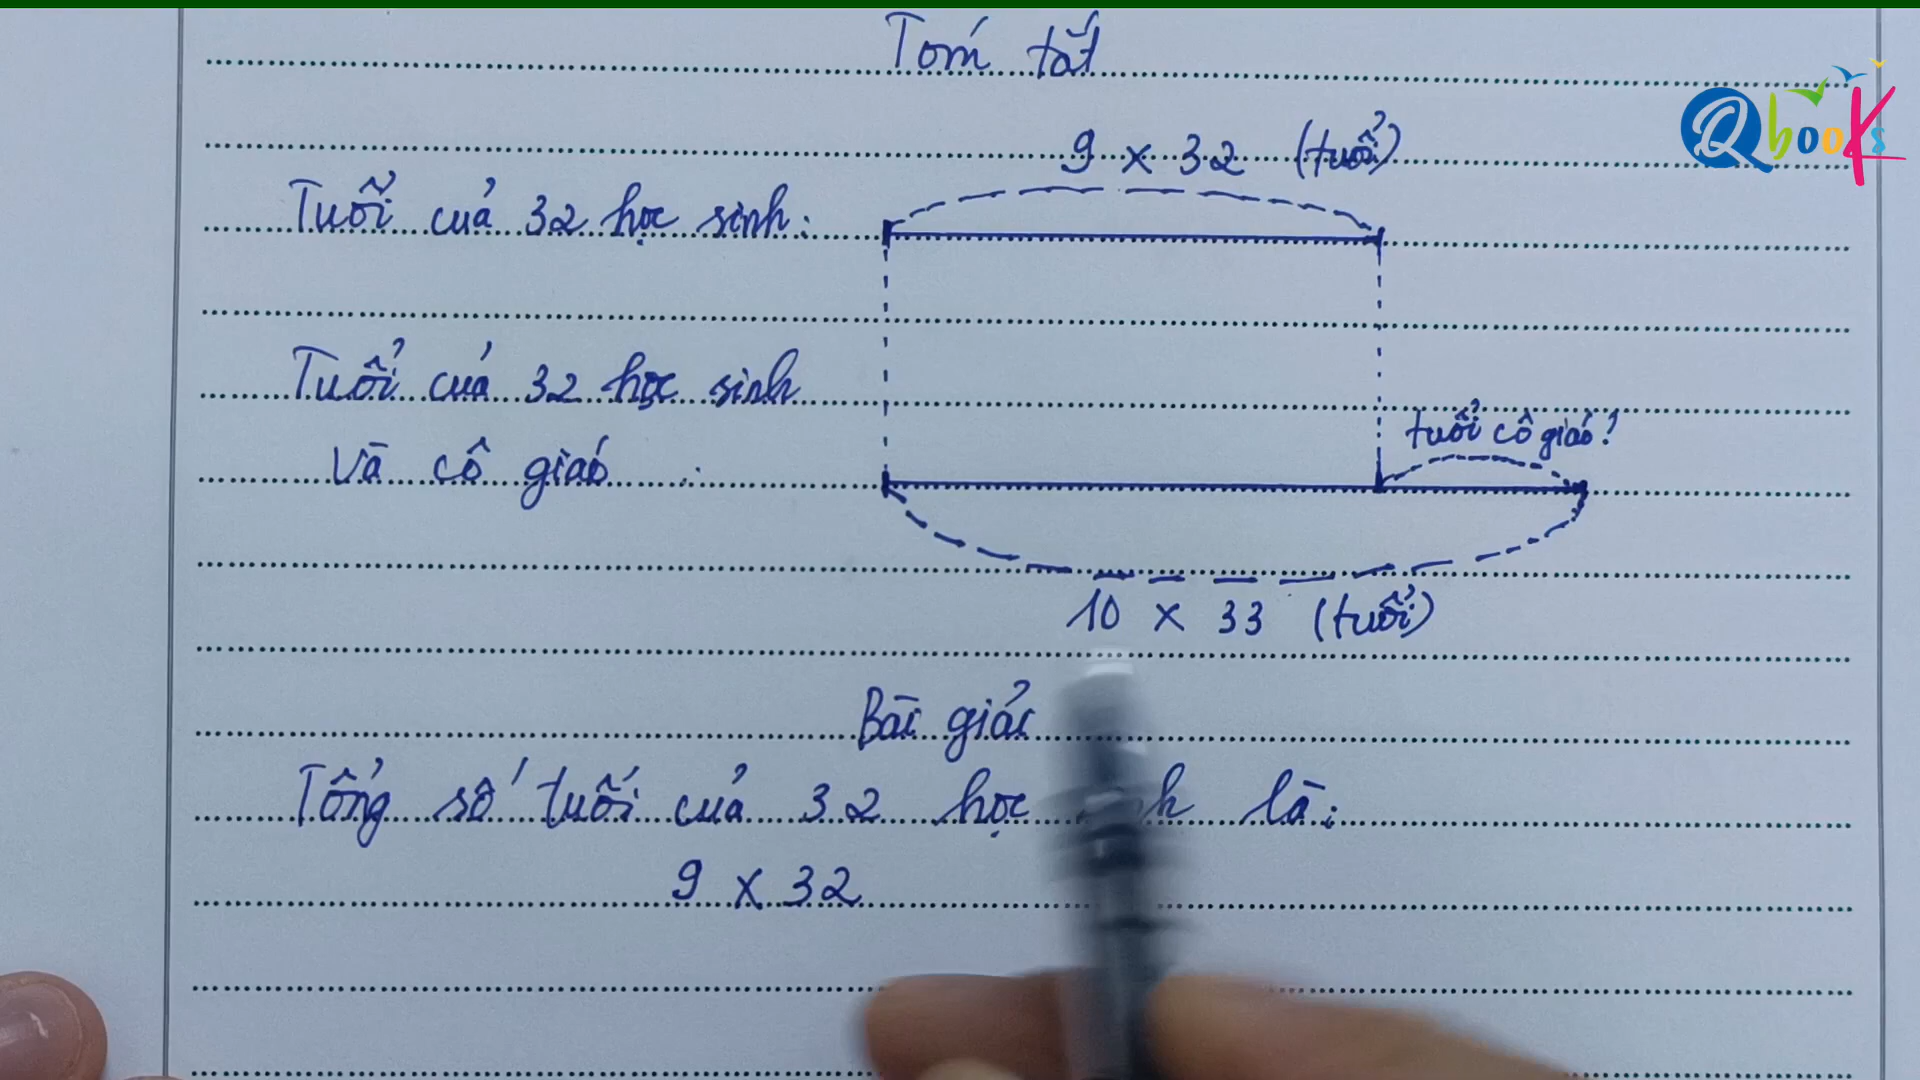 Tóm tắt
Qbooks
9 x 32 (tuổi)
Tuổi của 32 học sinh:
Tuổi của 32 học sinh
và cô giáo :
tuổi cô giáo?
10 x 33 (tuổi)
Bài giải
Tổng số tuổi của 32 học là:
9 x 32